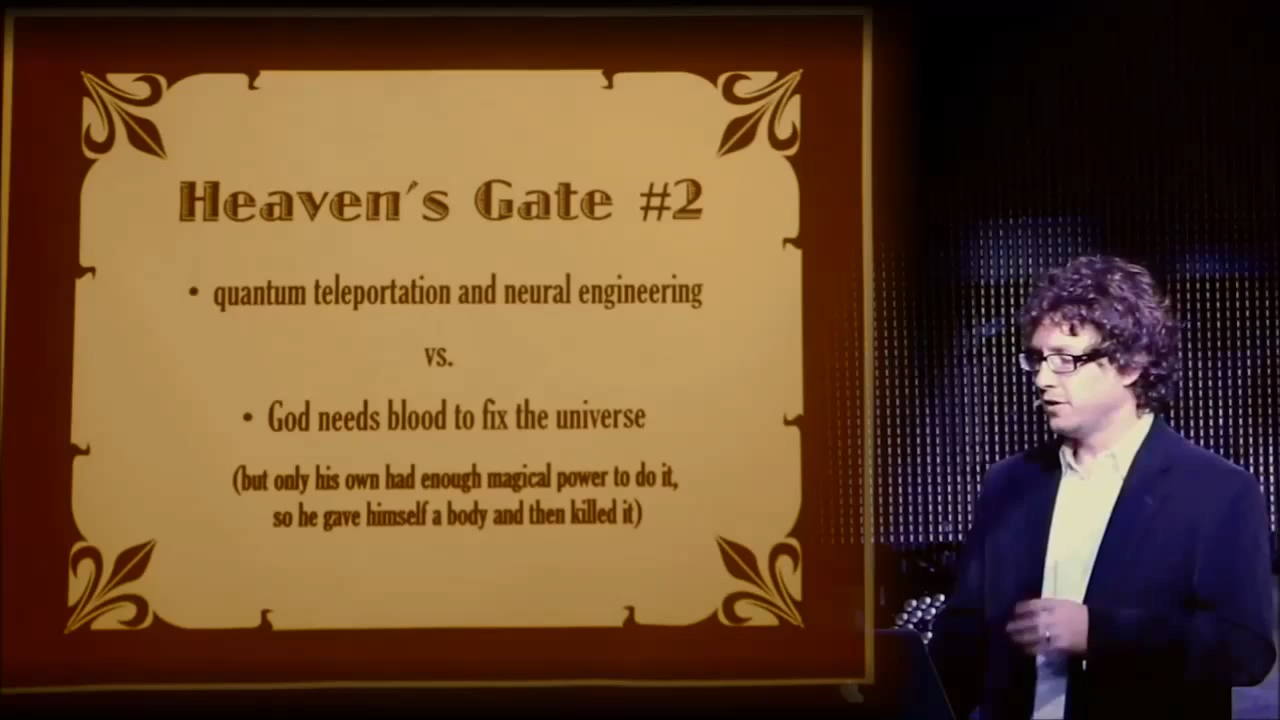 Heaven's Gate #2
• quantum teleportation and neural engineering
vs.
• God needs blood to fix the universe
(but only his own had enough magical power to do it,
so he gave himself a body and then killed it)